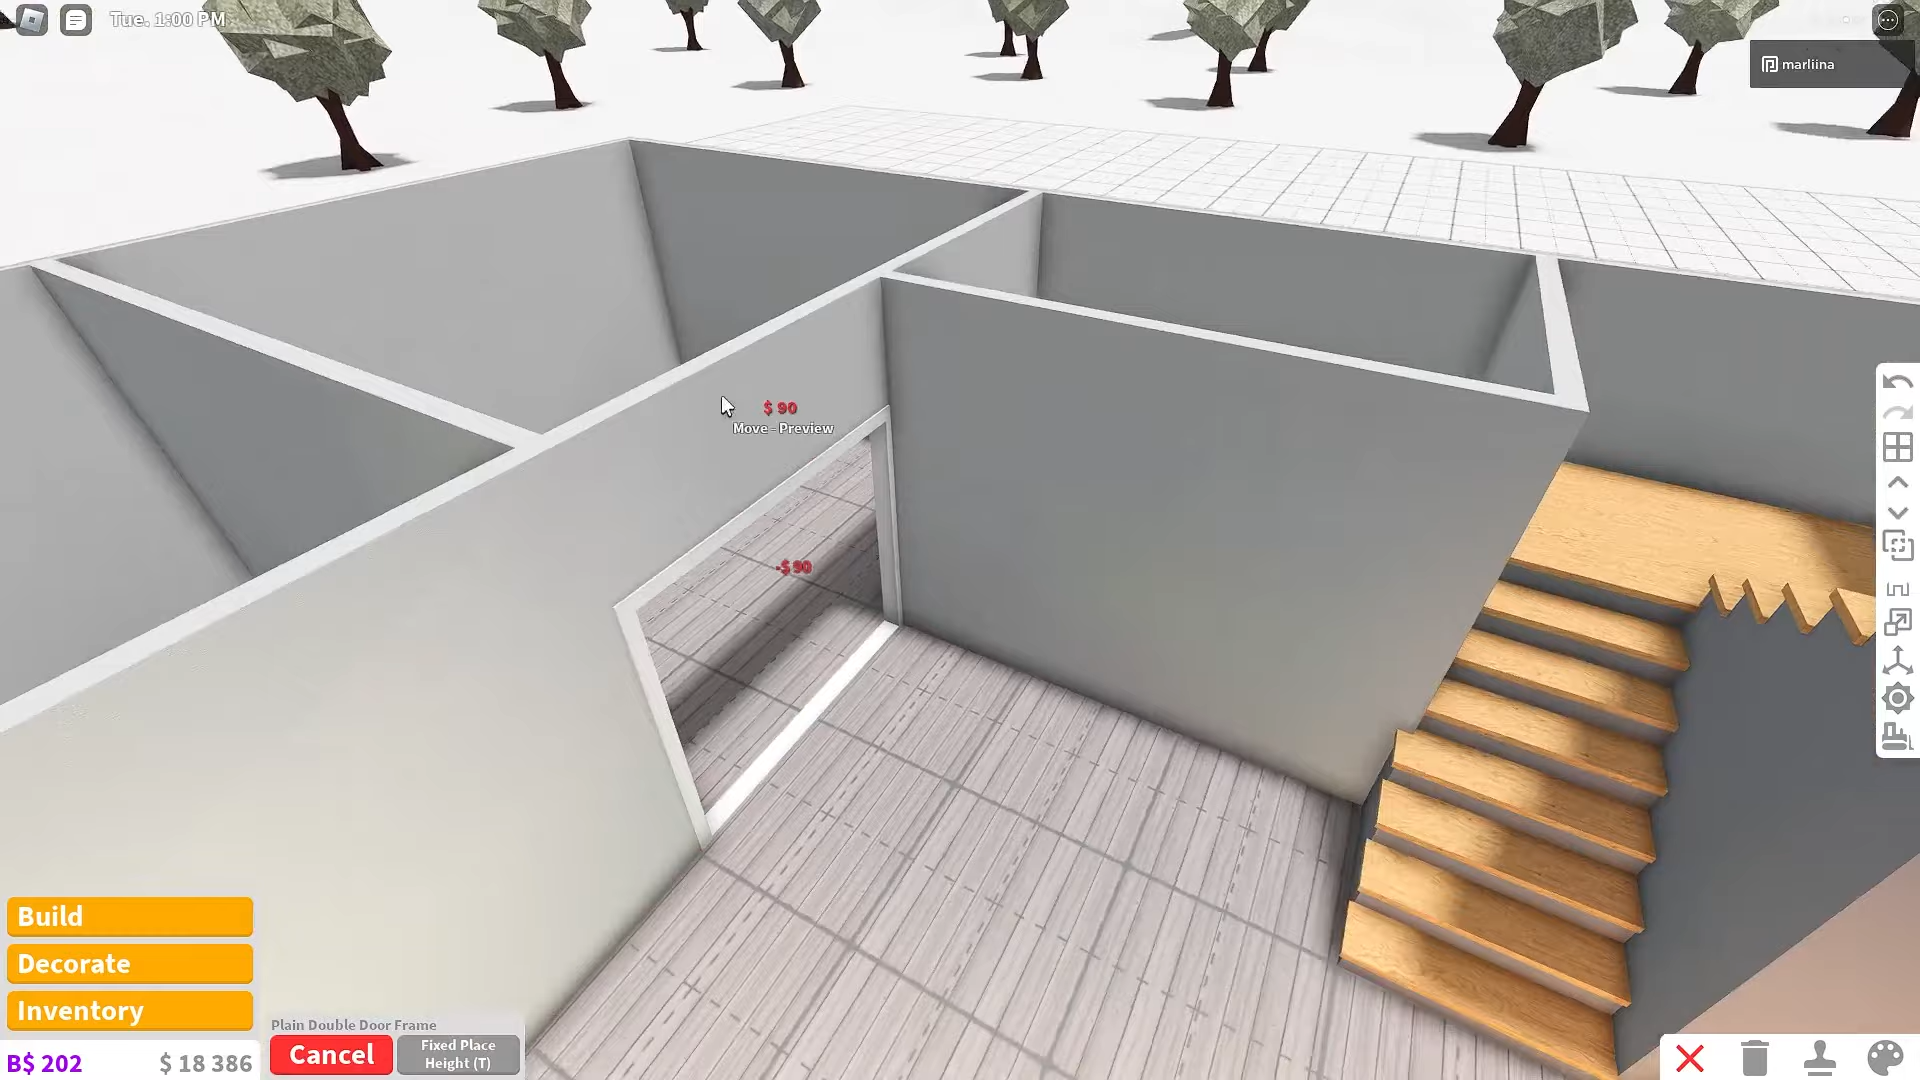 Tue. 1:00 PM
marliina
$ 90
Move - Preview
-$ 90
Build
Decorate
Inventory
Plain Double Door Frame
Cancel
Fixed Place
Height (T)
B$ 202
$ 18 386